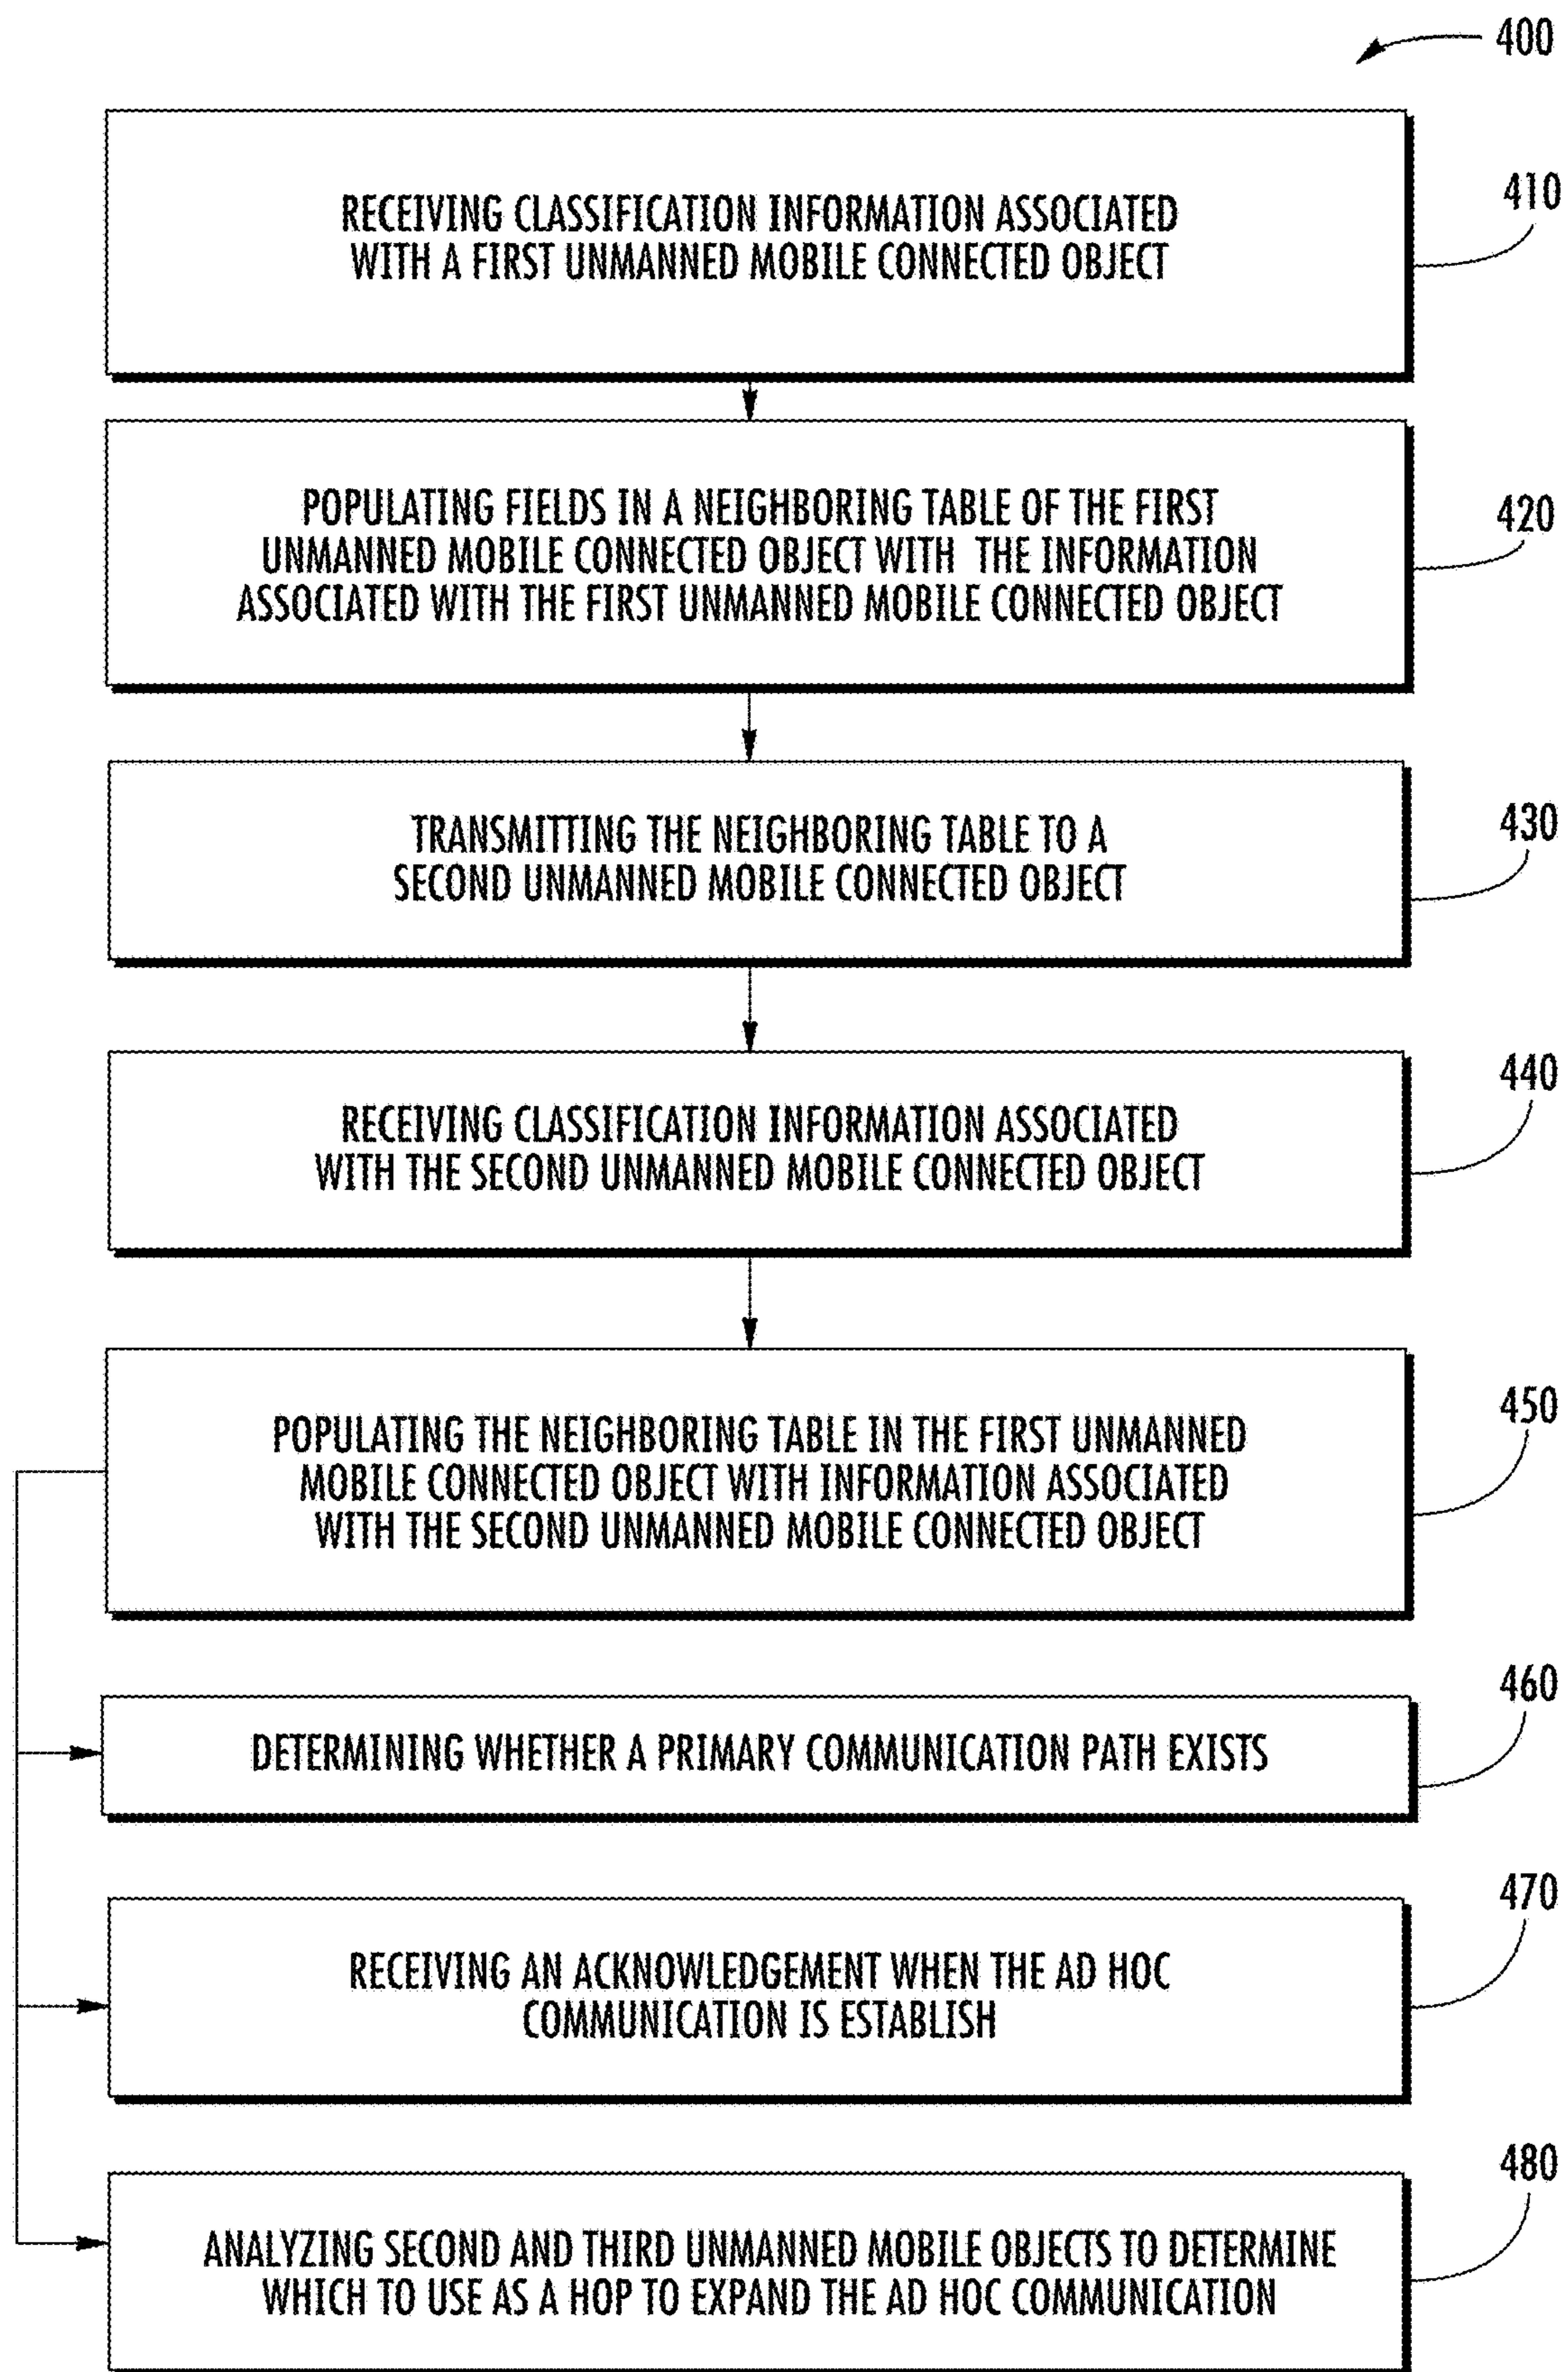 400
RECEIVING CLASSIFICATION INFORMATION ASSOCIATED
WITH A FIRST UNMANNED MOBILE CONNECTED OBJECT
410
POPULATING FIELDS IN A NEIGHBORING TABLE OF THE FIRST
UNMANNED MOBILE CONNECTED OBJECT WITH THE INFORMATION
ASSOCIATED WITH THE FIRST UNMANNED MOBILE CONNECTED OBJECT
420
TRANSMITTING THE NEIGHBORING TABLE TO A
SECOND UNMANNED MOBILE CONNECTED OBJECT
430
RECEIVING CLASSIFICATION INFORMATION ASSOCIATED
WITH THE SECOND UNMANNED MOBILE CONNECTED OBJECT
440
POPULATING THE NEIGHBORING TABLE IN THE FIRST UNMANNED
MOBILE CONNECTED OBJECT WITH INFORMATION ASSOCIATED
WITH THE SECOND UNMANNED MOBILE CONNECTED OBJECT
450
DETERMINING WHETHER A PRIMARY COMMUNICATION PATH EXISTS
460
RECEIVING AN ACKNOWLEDGEMENT WHEN THE AD HOC
COMMUNICATION IS ESTABLISH
470
ANALYZING SECOND AND THIRD UNMANNED MOBILE OBJECTS TO DETERMINE
WHICH TO USE AS A HOP TO EXPAND THE AD HOC COMMUNICATION
480